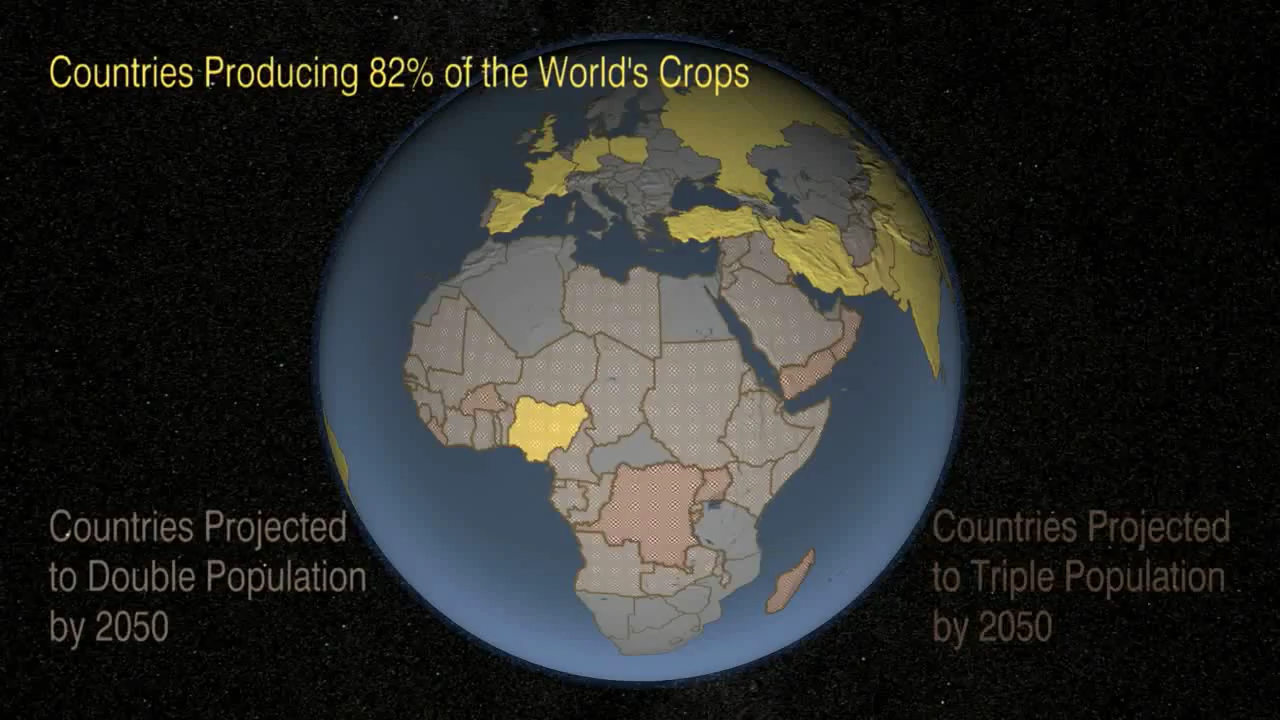 Countries Producing 82% of the World's Crops
Countries Projected
to Double Population
by 2050
Countries Projected
to Triple Population
by 2050